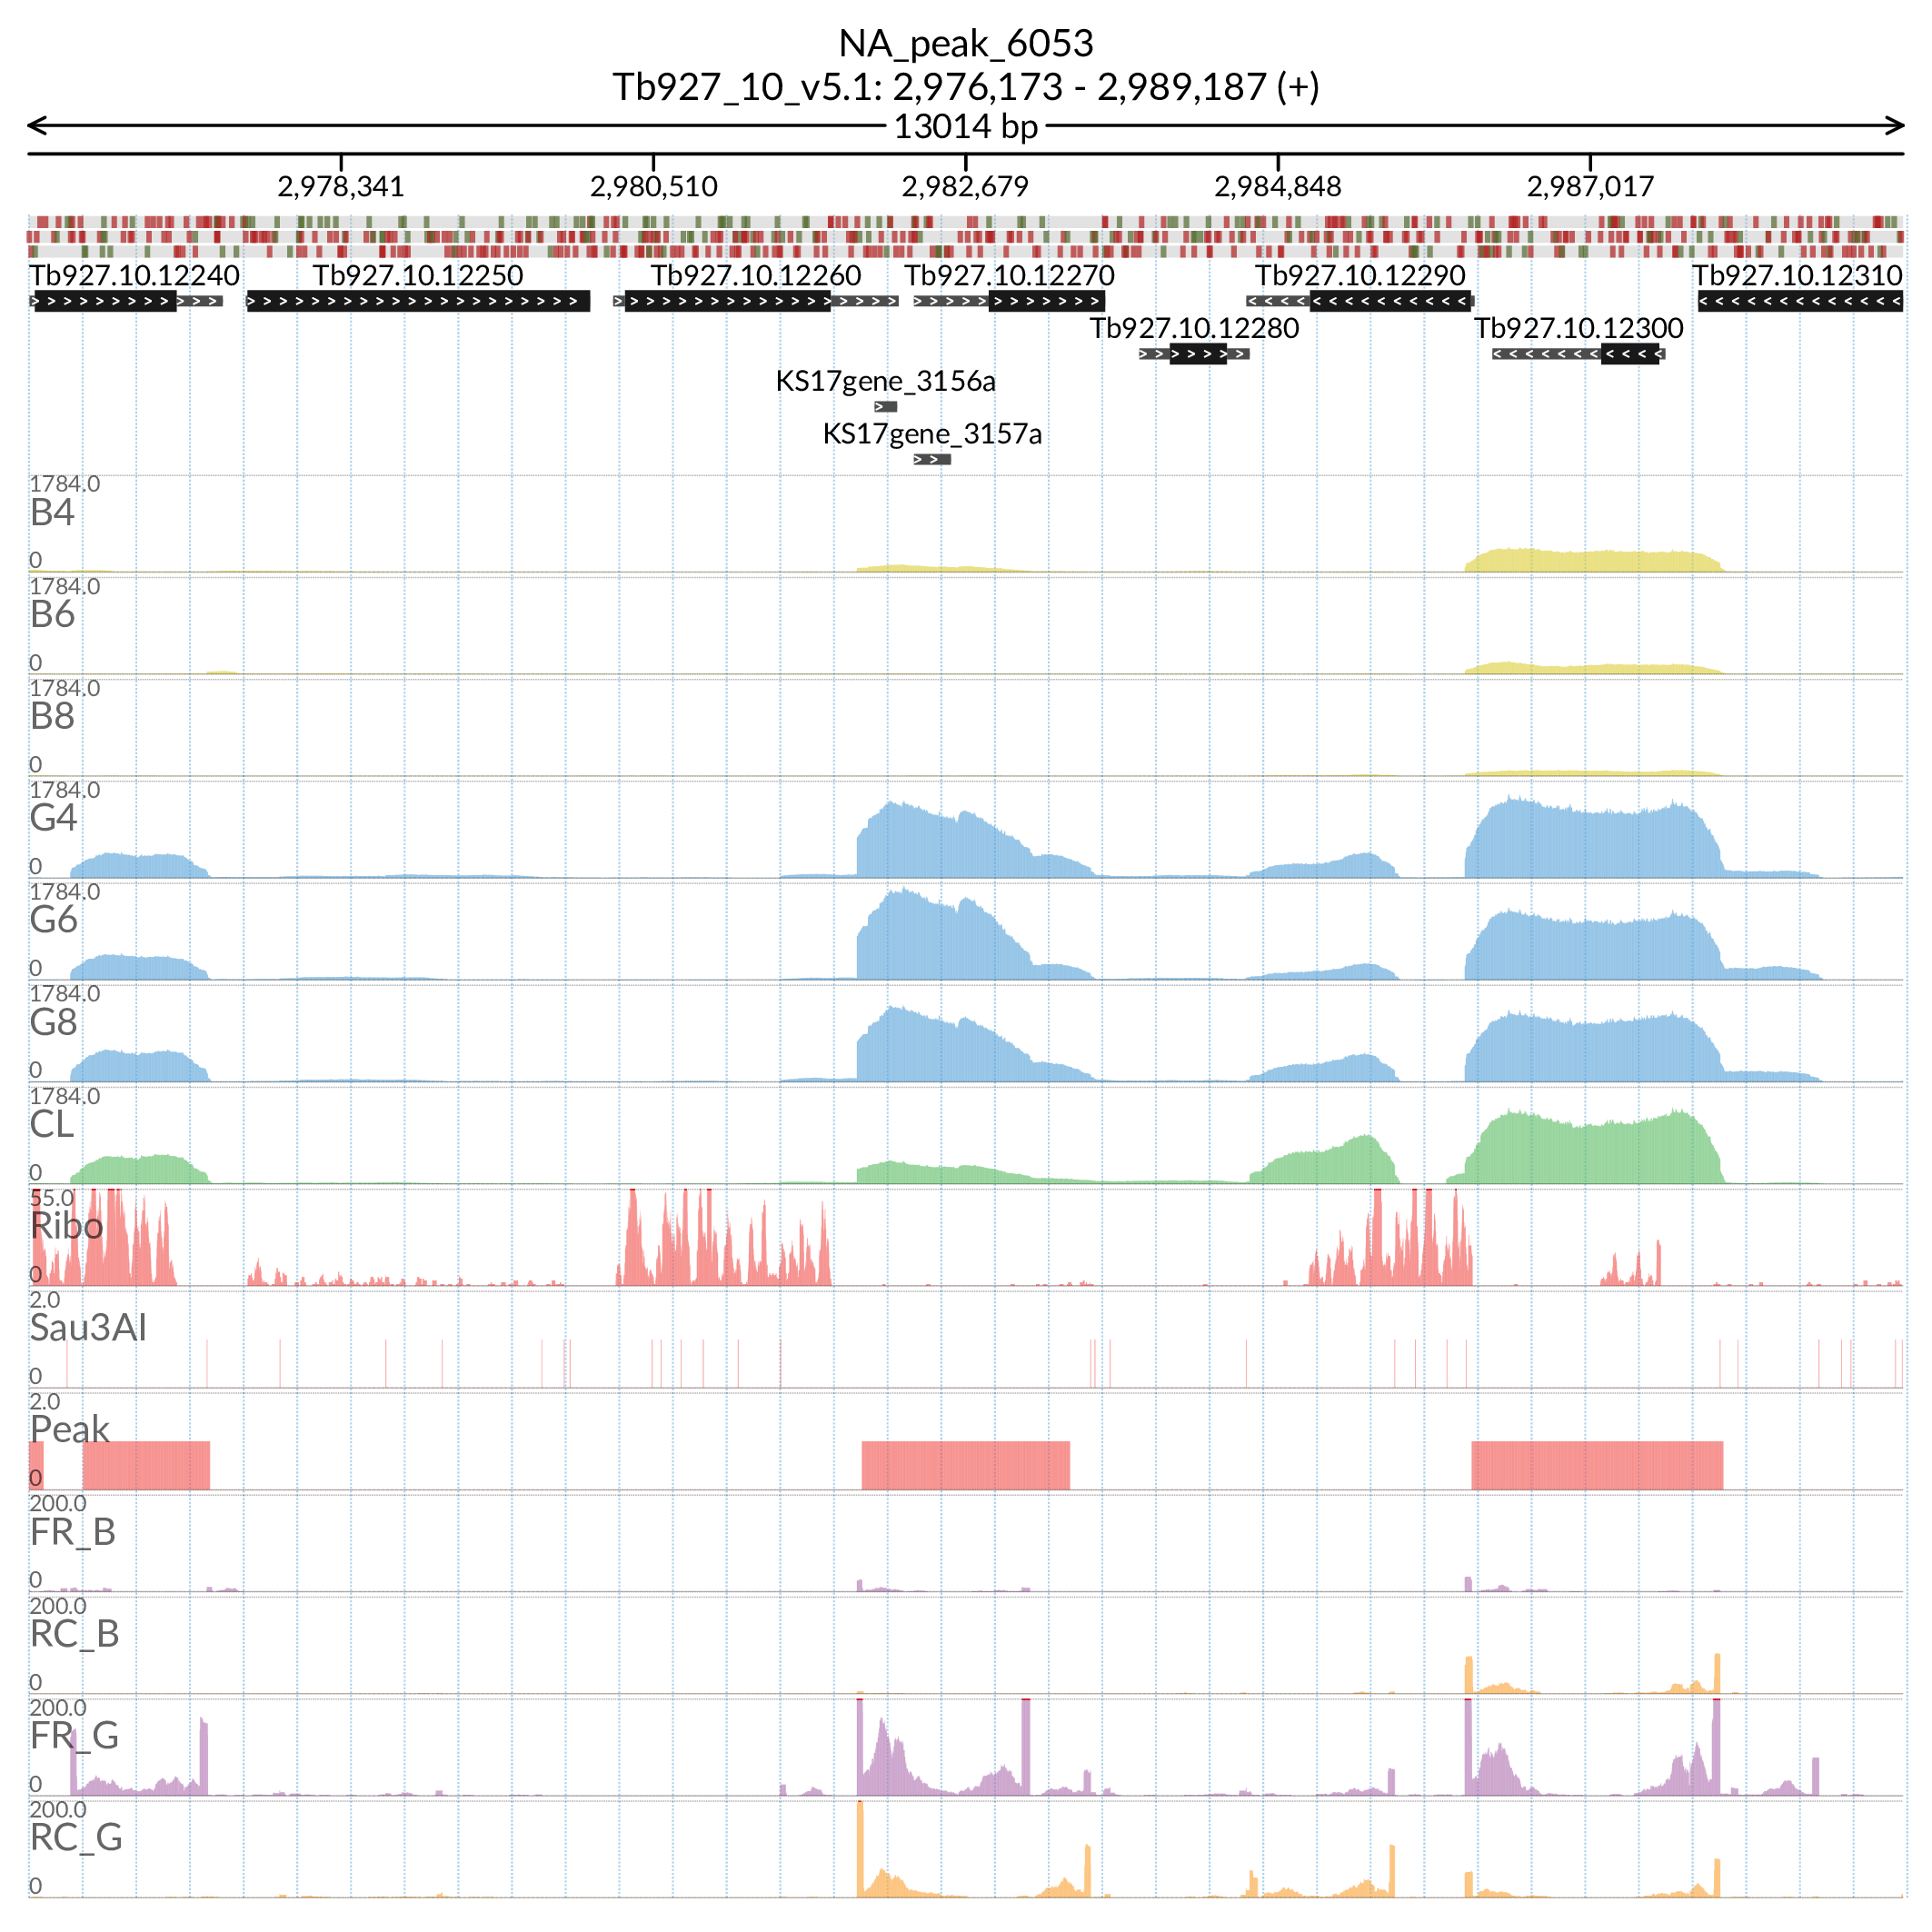 NA_peak_6053
Tb927_10_v5.1: 2,976,173 - 2,989,187 (+)
13014 bp
2,978,341 2,980,510 2,982,679 2,984,848 2,987,017
Tb927.10.12240 Tb927.10.12250 Tb927.10.12260 Tb927.10.12270 Tb927.10.12290 Tb927.10.12310
Tb927.10.12280 Tb927.10.12300
KS17gene_3156a
KS17gene_3157a
1784.0
B4
0
1784.0
B6
0
1784.0
B8
0
1784.0
G4
0
1784.0
G6
0
1784.0
G8
0
1784.0
CL
0
55.0
Ribo
0
2.0
Sau3AI
0
2.0
Peak
0
200.0
FR_B
0
200.0
RC_B
0
200.0
FR_G
0
200.0
RC_G
0